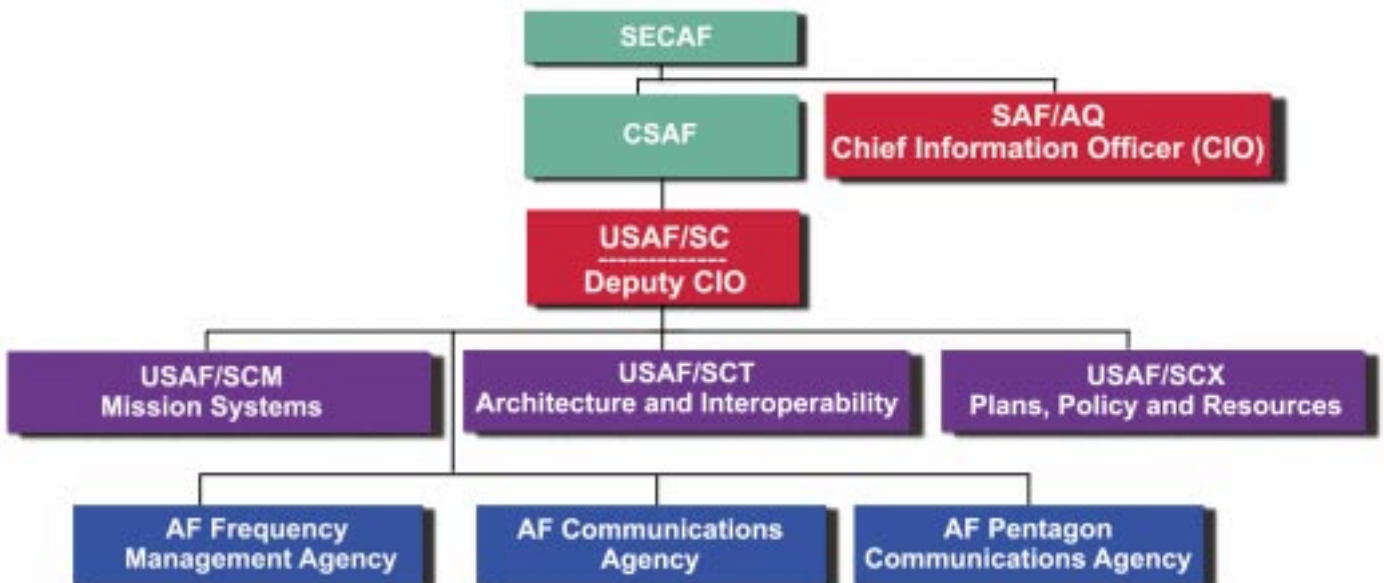 SECAF
CSAF
SAF/AQ
Chief Information Officer (CIO)
USAF/SC
-------------
Deputy CIO
USAF/SCM
Mission Systems
USAF/SCT
Architecture and Interoperability
USAF/SCX
Plans, Policy and Resources
AF Frequency
Management Agency
AF Communications
Agency
AF Pentagon
Communications Agency